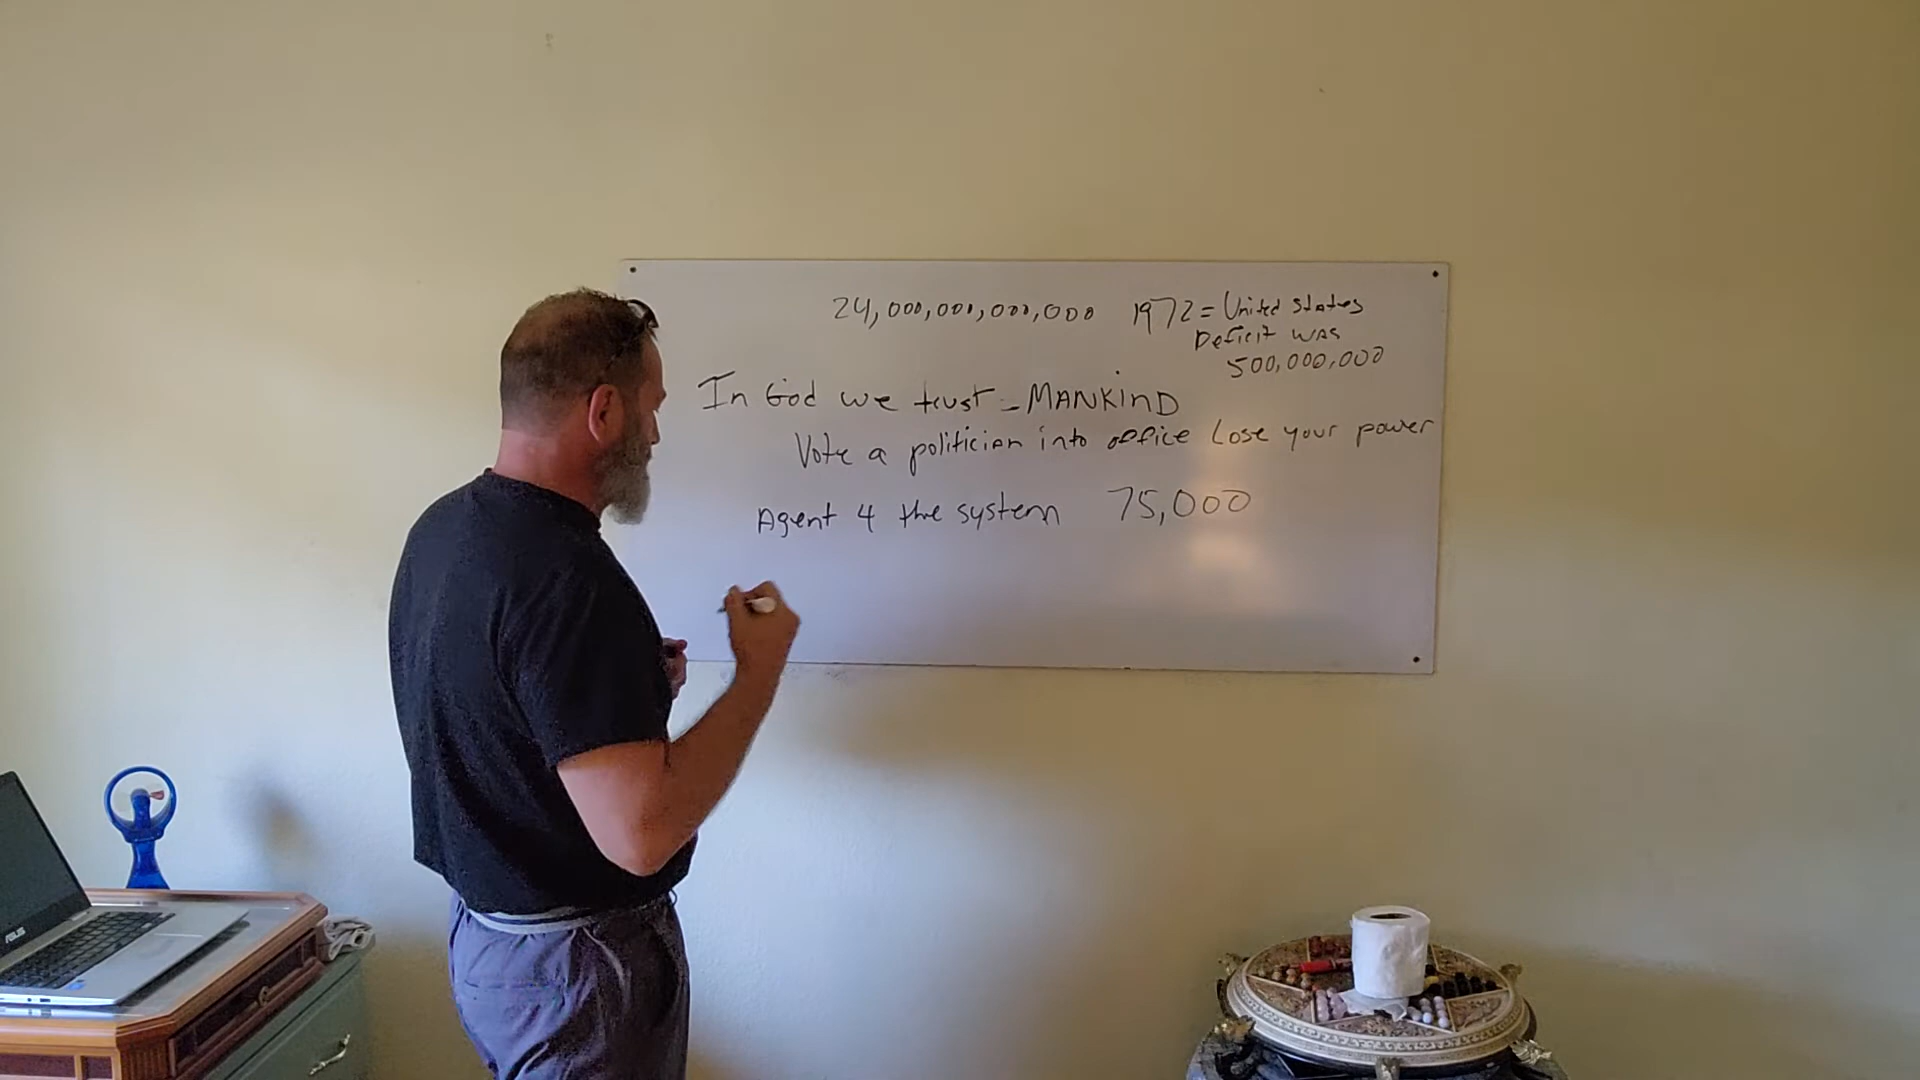 24,000,000,000,000 1972 = United States
Deficit was
500,000,000
In God we trust - MANKIND
Vote a politician into office Lose your power
Agent 4 the system 75,000
ASUS